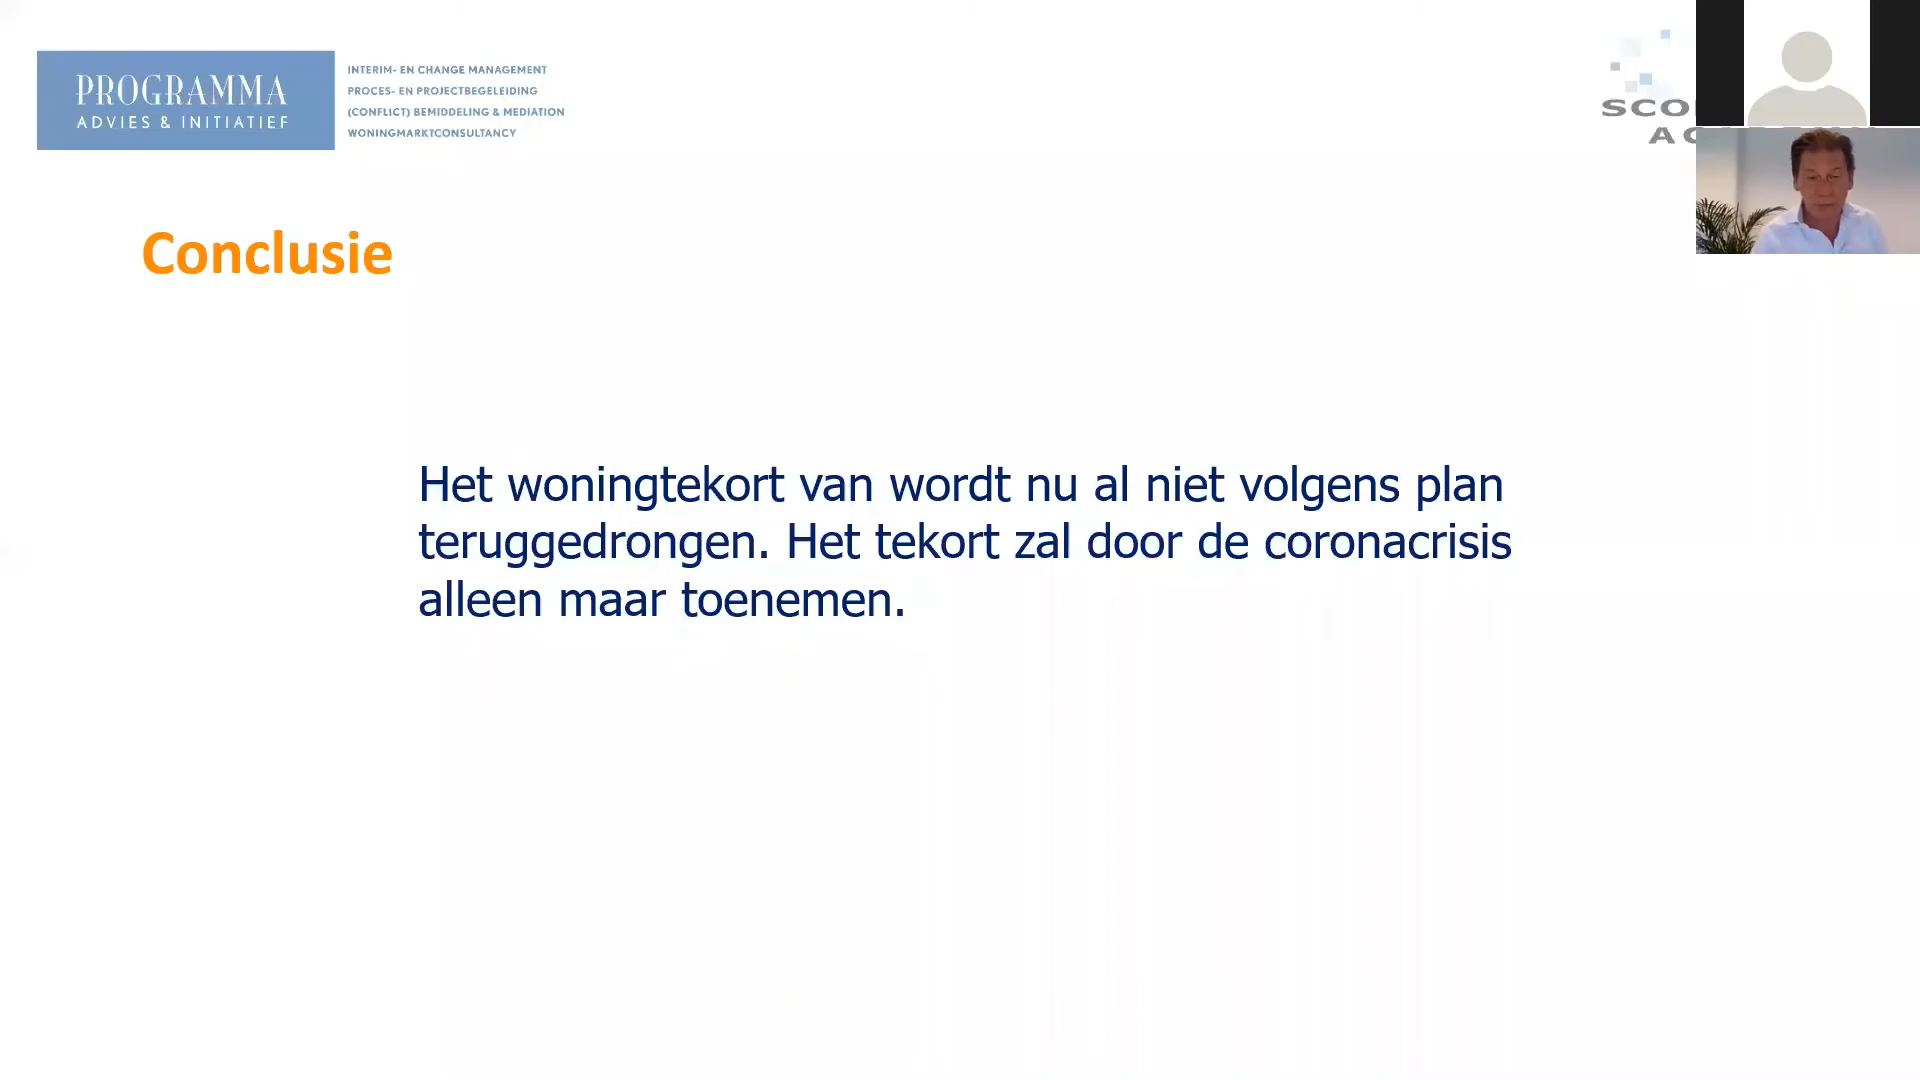 PROGRAMMA
ADVIES & INITIATIEF
INTERIM- EN CHANGE MANAGEMENT
PROCES- EN PROJECTBEGELEIDING
(CONFLICT) BEMIDDELING & MEDIATION
WONINGMARKTCONSULTANCY
Conclusie
Het woningtekort van wordt nu al niet volgens plan
teruggedrongen. Het tekort zal door de coronacrisis
alleen maar toenemen.